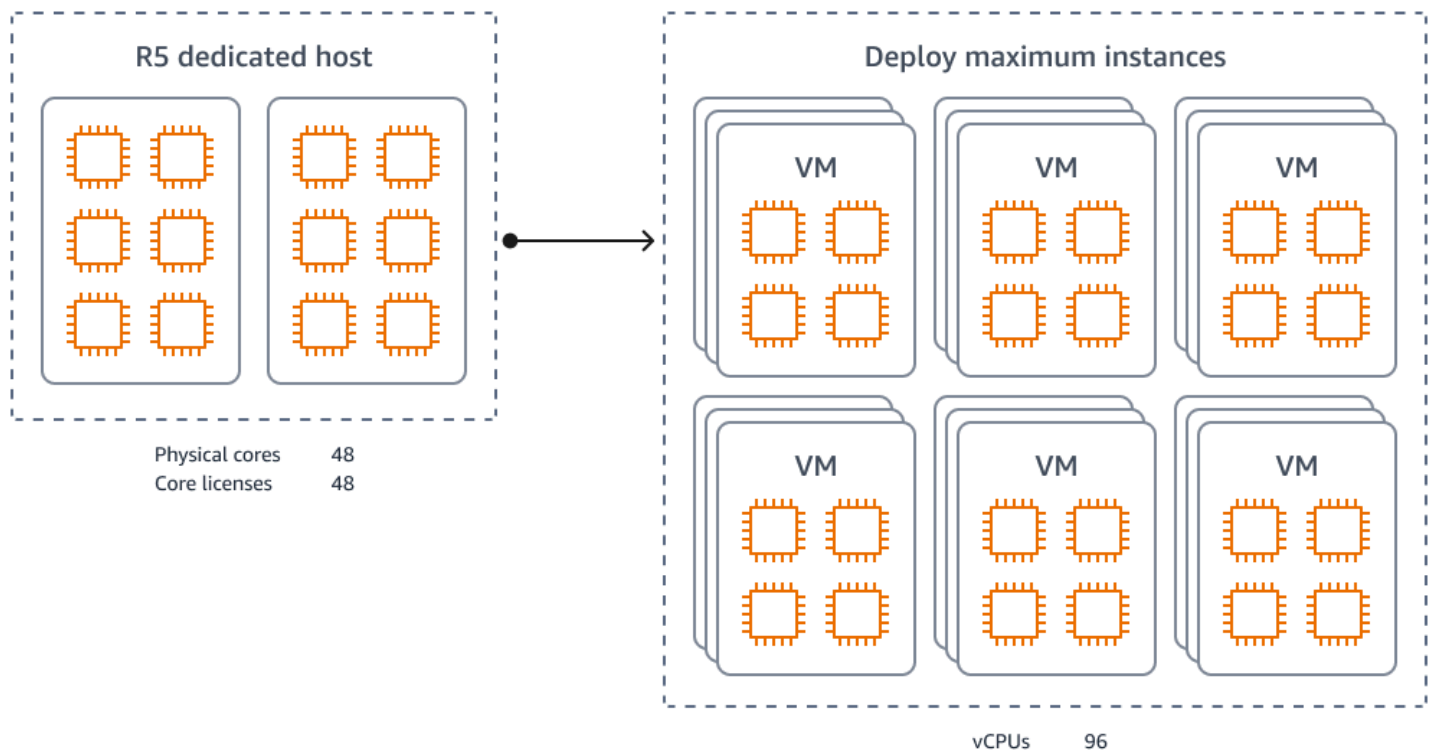 R5 dedicated host
Physical cores 48
Core licenses 48
Deploy maximum instances
VM VM VM
VM VM VM
vCPUs 96